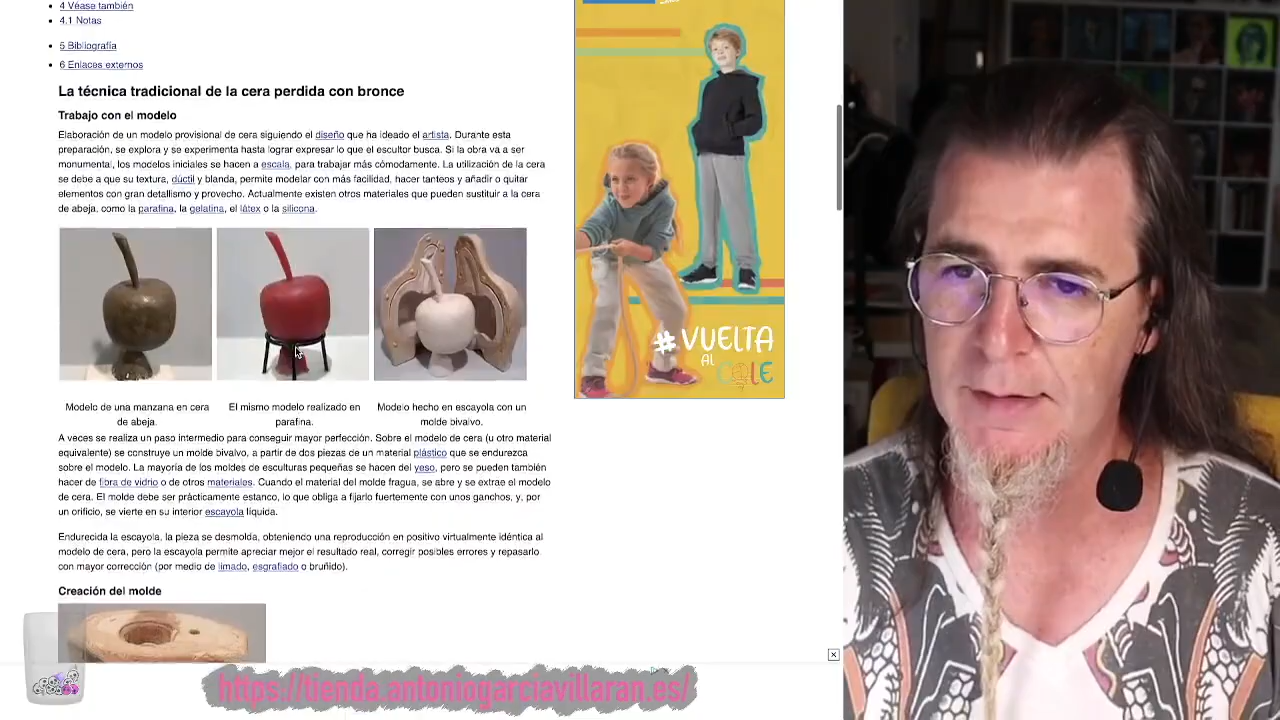 4 Véase también
4.1 Notas
5 Bibliografía
6 Enlaces externos
La técnica tradicional de la cera perdida con bronce
Trabajo con el modelo
Elaboración de un modelo provisional de cera siguiendo el diseño que ha ideado el artista. Durante esta
preparación, se explora y se experimenta hasta lograr expresar lo que el escultor busca. Si la obra va a ser
monumental, los modelos iniciales se hacen a escala, para trabajar más cómodamente. La utilización de la cera
se debe a que su textura, dúctil y blanda, permite modelar con más facilidad, hacer tanteos y añadir o quitar
elementos con gran detallismo y provecho. Actualmente existen otros materiales que pueden sustituir a la cera
de abeja, como la parafina, la gelatina, el látex o la silicona.
Modelo de una manzana en cera
de abeja.
El mismo modelo realizado en
parafina.
Modelo hecho en escayola con un
molde bivalvo.
A veces se realiza un paso intermedio para conseguir mayor perfección. Sobre el modelo de cera (u otro material
equivalente) se construye un molde bivalvo, a partir de dos piezas de un material plástico que se endurezca
sobre el modelo. La mayoría de los moldes de esculturas pequeñas se hacen del yeso, pero se pueden también
hacer de fibra de vidrio o de otros materiales. Cuando el material del molde fragua, se abre y se extrae el modelo
de cera. El molde debe ser prácticamente estanco, lo que obliga a fijarlo fuertemente con unos ganchos, y, por
un orificio, se vierte en su interior escayola líquida.
Endurecida la escayola, la pieza se desmolda, obteniendo una reproducción en positivo virtualmente idéntica al
modelo de cera, pero la escayola permite apreciar mejor el resultado real, corregir posibles errores y repasarlo
con mayor corrección (por medio de limado, esgrafiado o bruñido).
Creación del molde
#VUELTA
AL
COLE
https://tienda.antoniogarciavillaran.es/